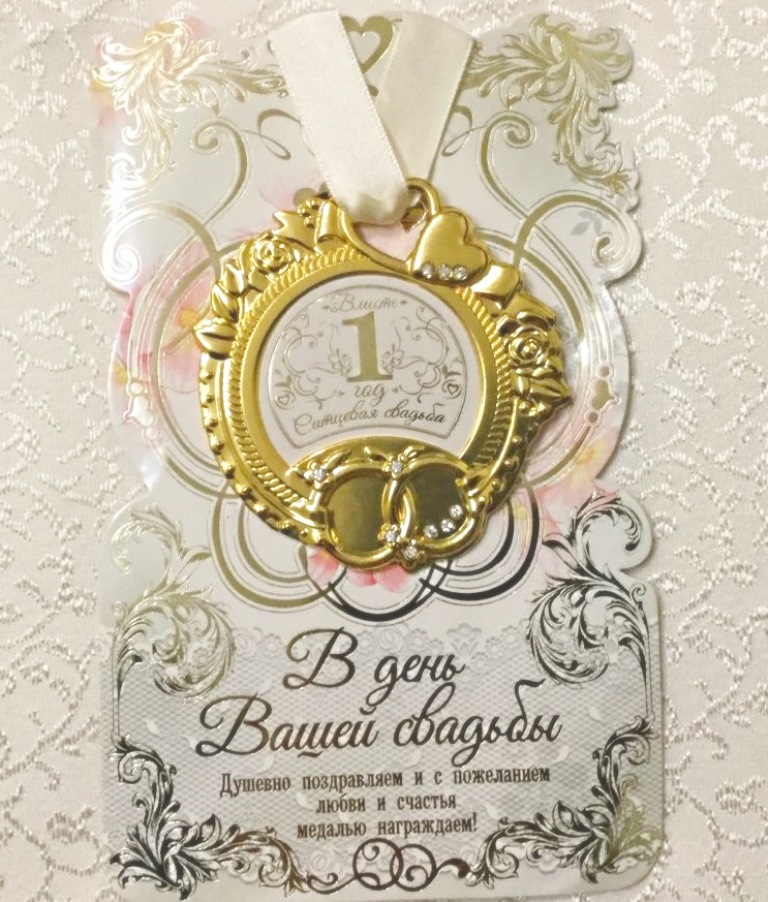 Вместе
1
год
Ситцевая свадьба
В день
Вашей свадьбы
Душевно поздравляем и с пожеланием
любви и счастья
медалью награждаем!